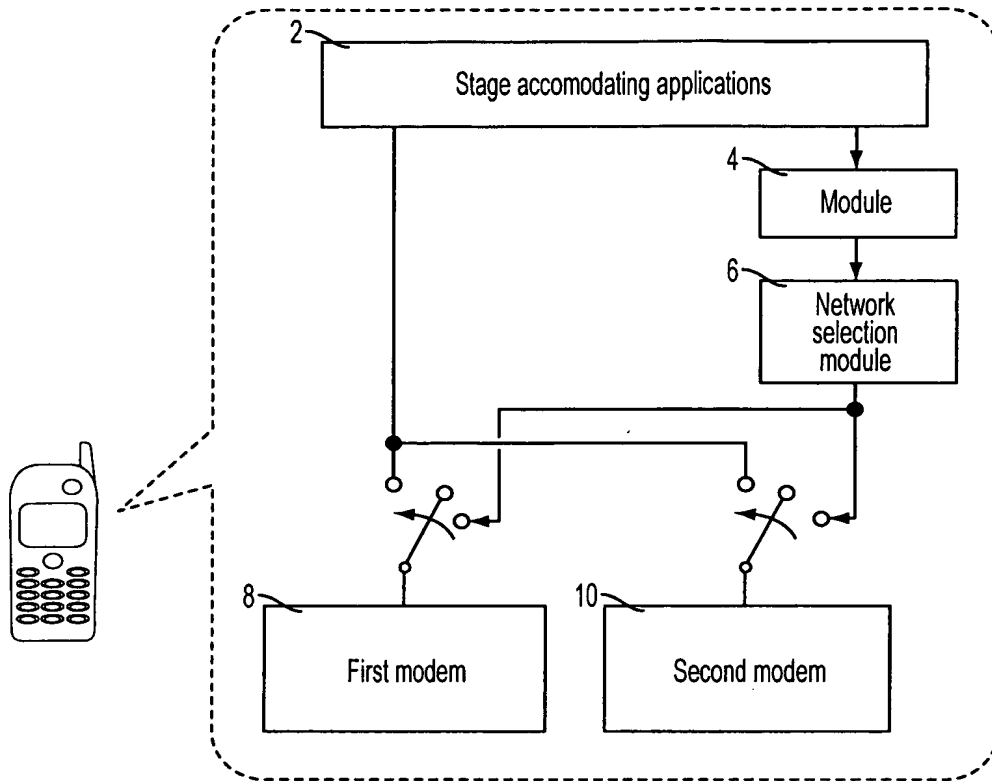 2
Stage accomodating applications
4
Module
6
Network
selection
module
8
First modem
10
Second modem